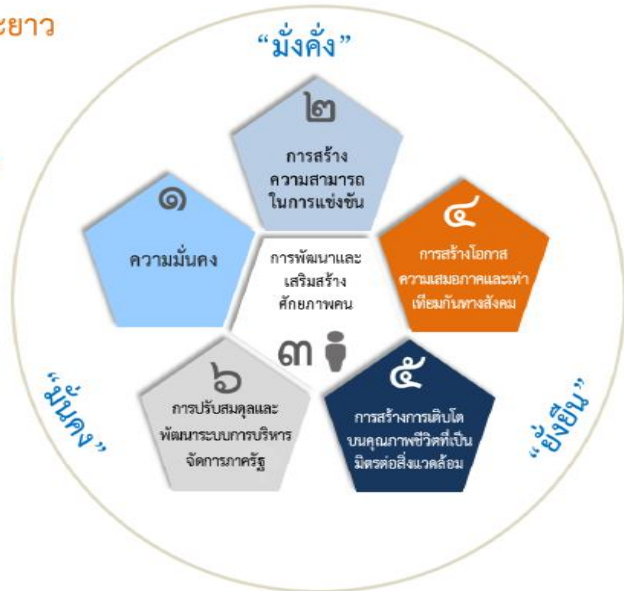 ะยาว
“มั่งคั่ง”
๒
การสร้าง
ความสามารถ
ในการแข่งขัน
๑
ความมั่นคง
การพัฒนาและ
เสริมสร้าง
ศักยภาพคน
๓
๔
การสร้างโอกาส
ความเสมอภาคและเท่า
เทียมกันทางสังคม
๖
การปรับสมดุลและ
พัฒนาระบบการบริหาร
จัดการภาครัฐ
๕
การสร้างการเติบโต
บนคุณภาพชีวิตที่เป็น
มิตรต่อสิ่งแวดล้อม
“มั่นคง”
“ยั่งยืน”